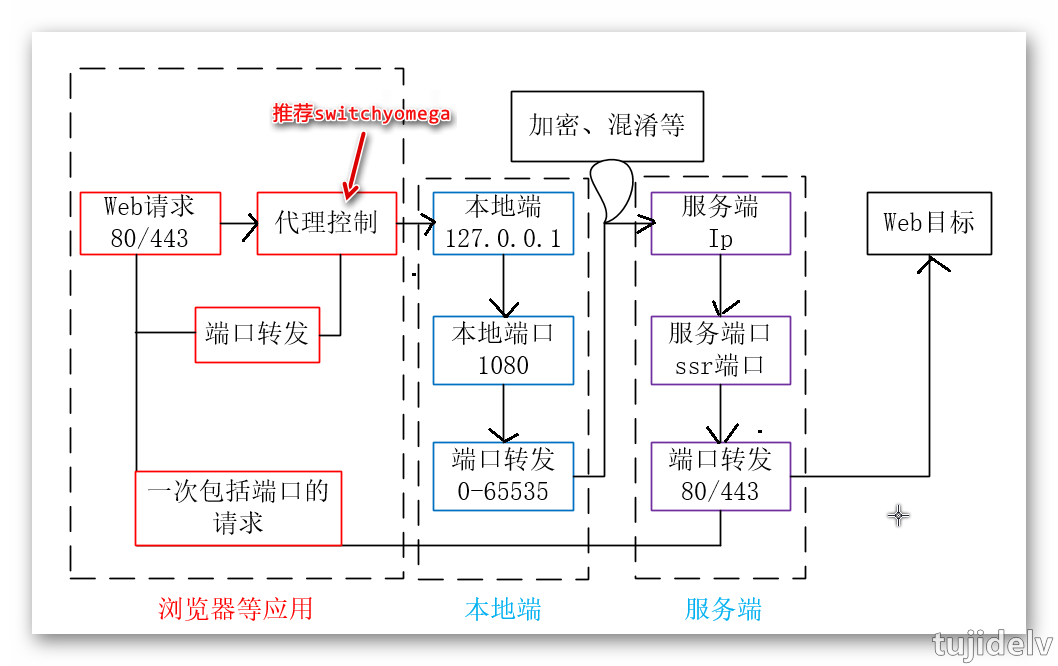 推荐switchyomega
加密、混淆等
Web请求
80/443
代理控制
本地端
127.0.0.1
服务端
Ip
Web目标
端口转发
本地端口
1080
服务端口
ssr端口
端口转发
0-65535
端口转发
80/443
一次包括端口的
请求
浏览器等应用
本地端
服务端
tujidelv